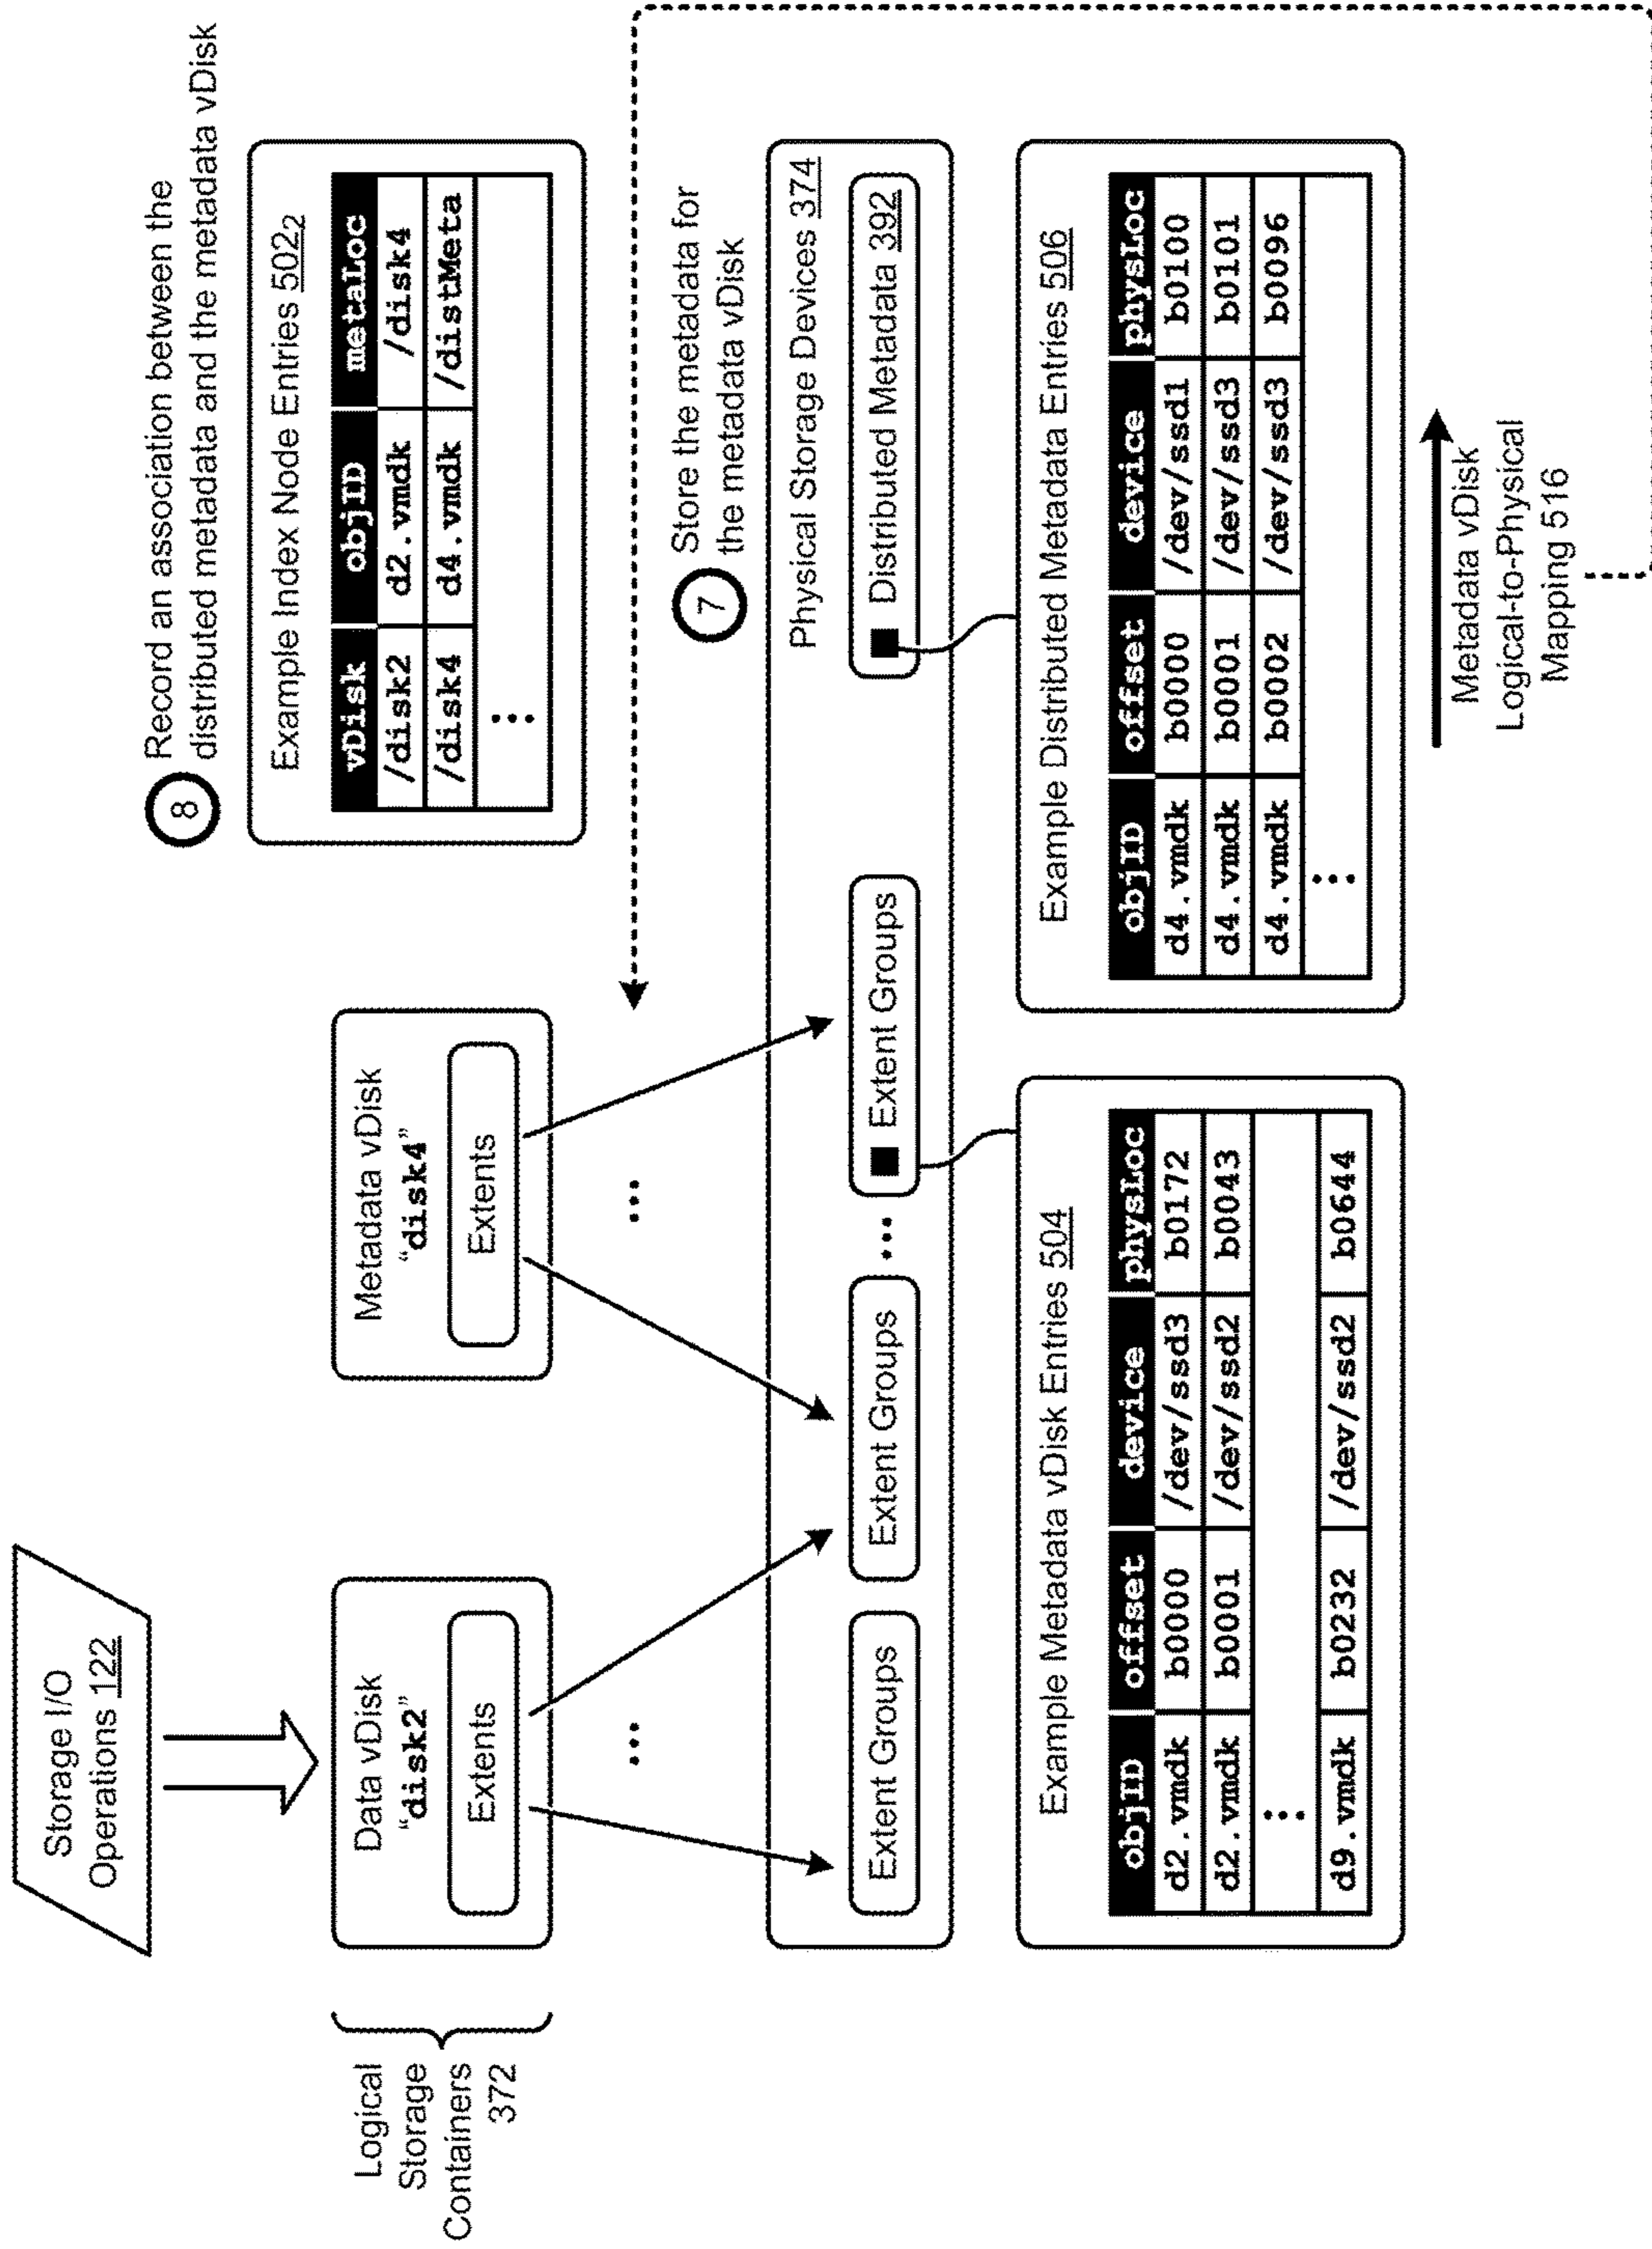 Storage I/O
Operations 122
8
Record an association between the
distributed metadata and the metadata vDisk
Logical
Storage
Containers
372
Data vDisk
“disk2”
Extents
...
Metadata vDisk
“disk4”
Extents
...
Example Index Node Entries 502₂
vDisk objID metaLoc
/disk2 d2.vmdk /disk4
/disk4 d4.vmdk /distMeta
...
7
Store the metadata for
the metadata vDisk
Physical Storage Devices 374
Extent Groups
Extent Groups
...
Extent Groups
Distributed Metadata 392
Example Metadata vDisk Entries 504
objID offset device physLoc
d2.vmdk b0000 /dev/ssd3 b0172
d2.vmdk b0001 /dev/ssd2 b0043
...
d9.vmdk b0232 /dev/ssd2 b0644
Example Distributed Metadata Entries 506
objID offset device physLoc
d4.vmdk b0000 /dev/ssd1 b0100
d4.vmdk b0001 /dev/ssd3 b0101
d4.vmdk b0002 /dev/ssd3 b0096
...
Metadata vDisk
Logical-to-Physical
Mapping 516